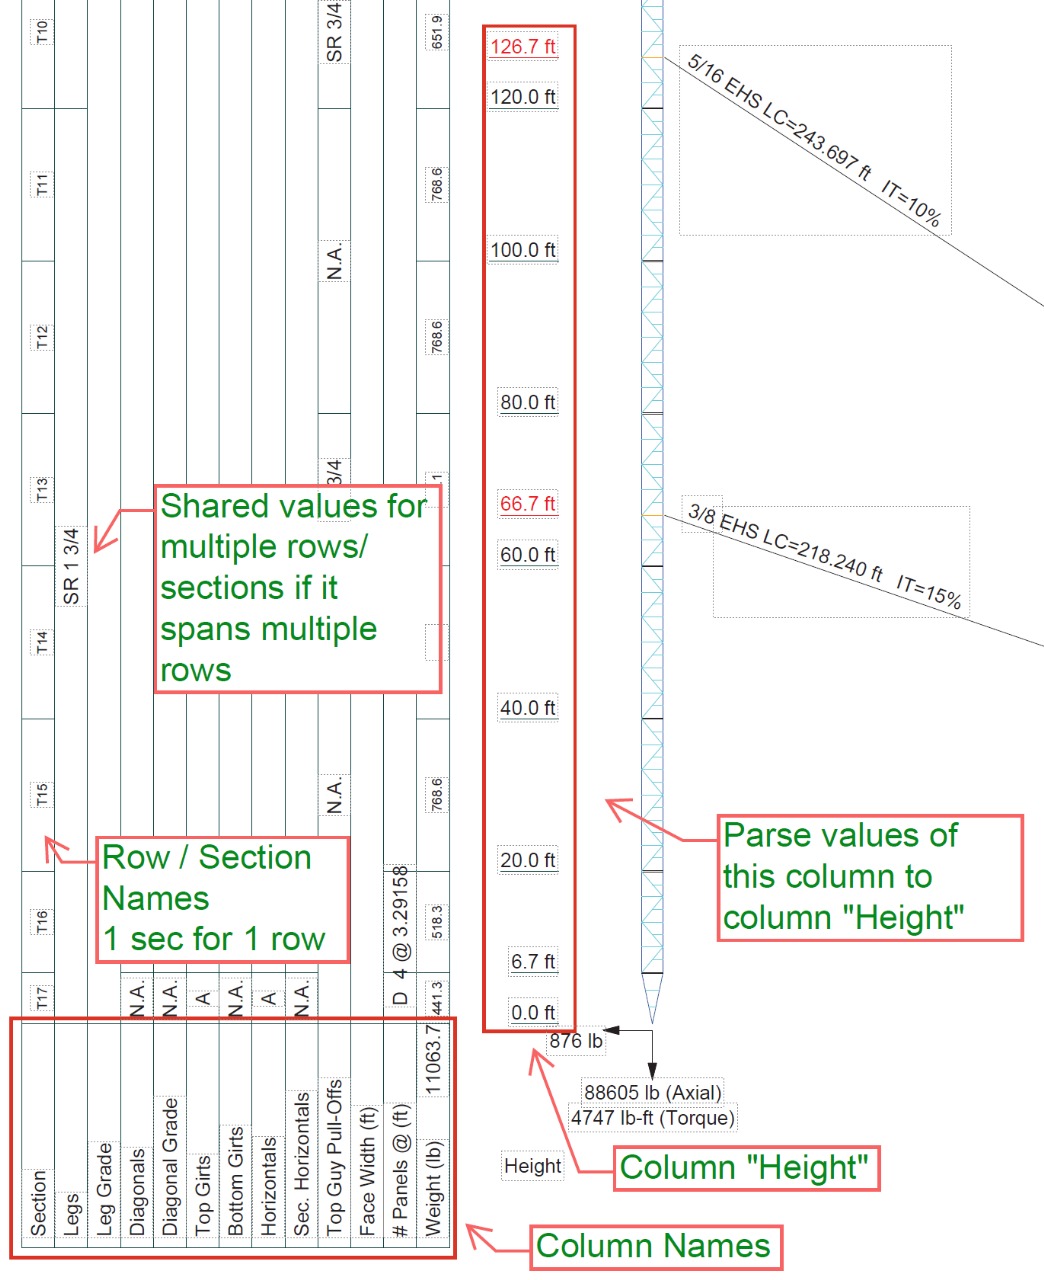 T10
SR 3/4
651.9
T11
N.A.
768.6
T12
768.6
T13
3/4
1
SR 1 3/4
T14
T15
N.A.
768.6
T16
D 4 @ 3.29158
518.3
T17
N.A.
N.A.
A
N.A.
A
N.A.
441.3
11063.7
Section
Legs
Leg Grade
Diagonals
Diagonal Grade
Top Girts
Bottom Girts
Horizontals
Sec. Horizontals
Top Guy Pull-Offs
Face Width (ft)
# Panels @ (ft)
Weight (lb)
Shared values for
multiple rows/
sections if it
spans multiple
rows
Row / Section
Names
1 sec for 1 row
126.7 ft
120.0 ft
100.0 ft
80.0 ft
66.7 ft
60.0 ft
40.0 ft
20.0 ft
6.7 ft
0.0 ft
5/16 EHS LC=243.697 ft IT=10%
3/8 EHS LC=218.240 ft IT=15%
Parse values of
this column to
column "Height"
876 lb
88605 lb (Axial)
4747 lb-ft (Torque)
Height
Column "Height"
Column Names